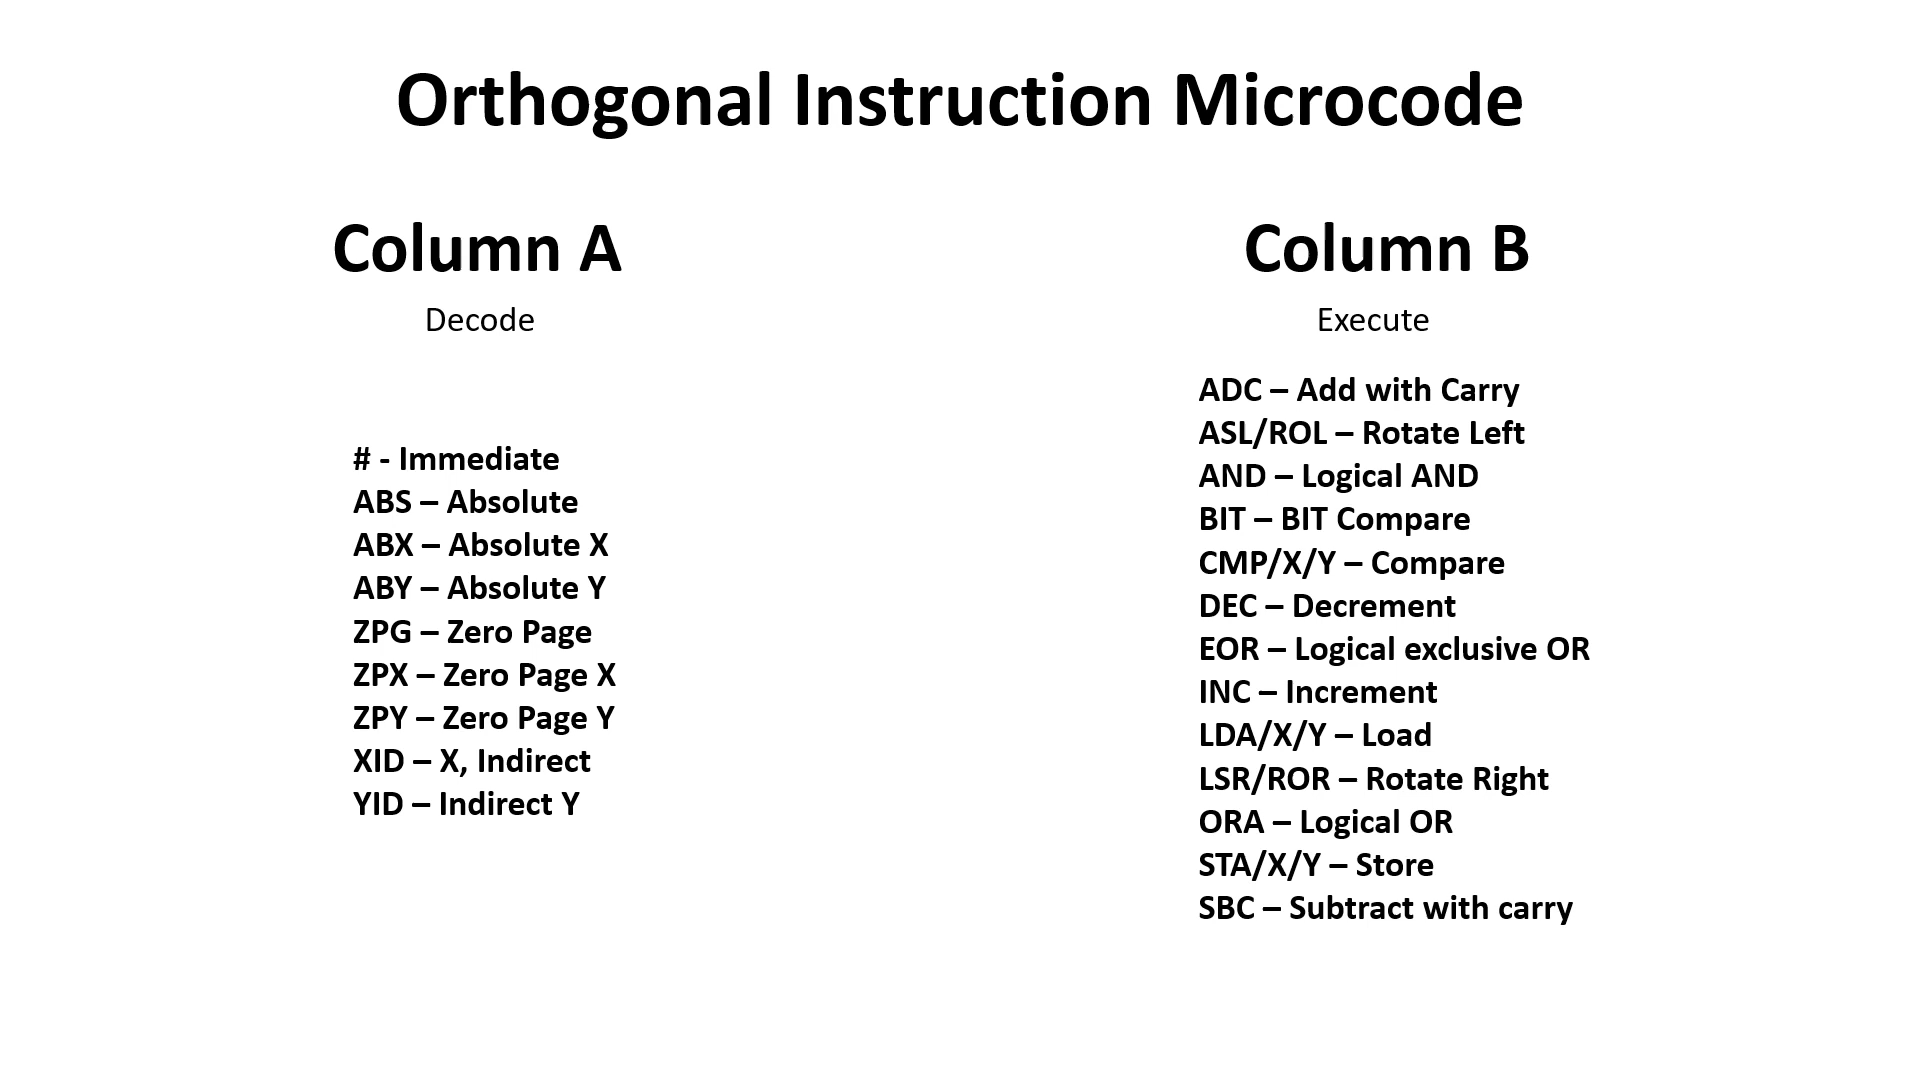 Orthogonal Instruction Microcode
Column A
Decode
# - Immediate
ABS – Absolute
ABX – Absolute X
ABY – Absolute Y
ZPG – Zero Page
ZPX – Zero Page X
ZPY – Zero Page Y
XID – X, Indirect
YID – Indirect Y
Column B
Execute
ADC – Add with Carry
ASL/ROL – Rotate Left
AND – Logical AND
BIT – BIT Compare
CMP/X/Y – Compare
DEC – Decrement
EOR – Logical exclusive OR
INC – Increment
LDA/X/Y – Load
LSR/ROR – Rotate Right
ORA – Logical OR
STA/X/Y – Store
SBC – Subtract with carry